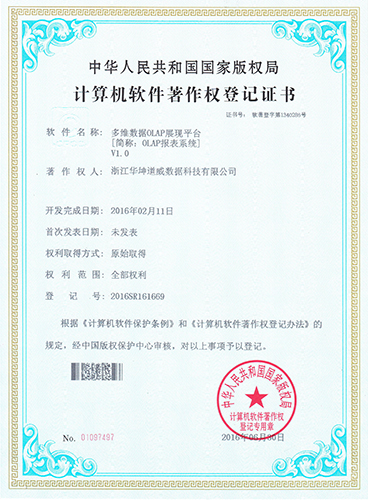 中华人民共和国国家版权局
计算机软件著作权登记证书
证书号： 软著登字第1340286号
软件名称： 多维数据OLAP展现平台
[简称：OLAP报表系统]
V1.0
著作权人： 浙江华坤道威数据科技有限公司
开发完成日期： 2016年02月11日
首次发表日期： 未发表
权利取得方式： 原始取得
权利范围： 全部权利
登记号： 2016SR161669
根据《计算机软件保护条例》和《计算机软件著作权登记办法》的
规定，经中国版权保护中心审核，对以上事项予以登记。
中华人民共和国国家版权局
计算机软件著作权
登记专用章
No. 01097497
2016年06月30日